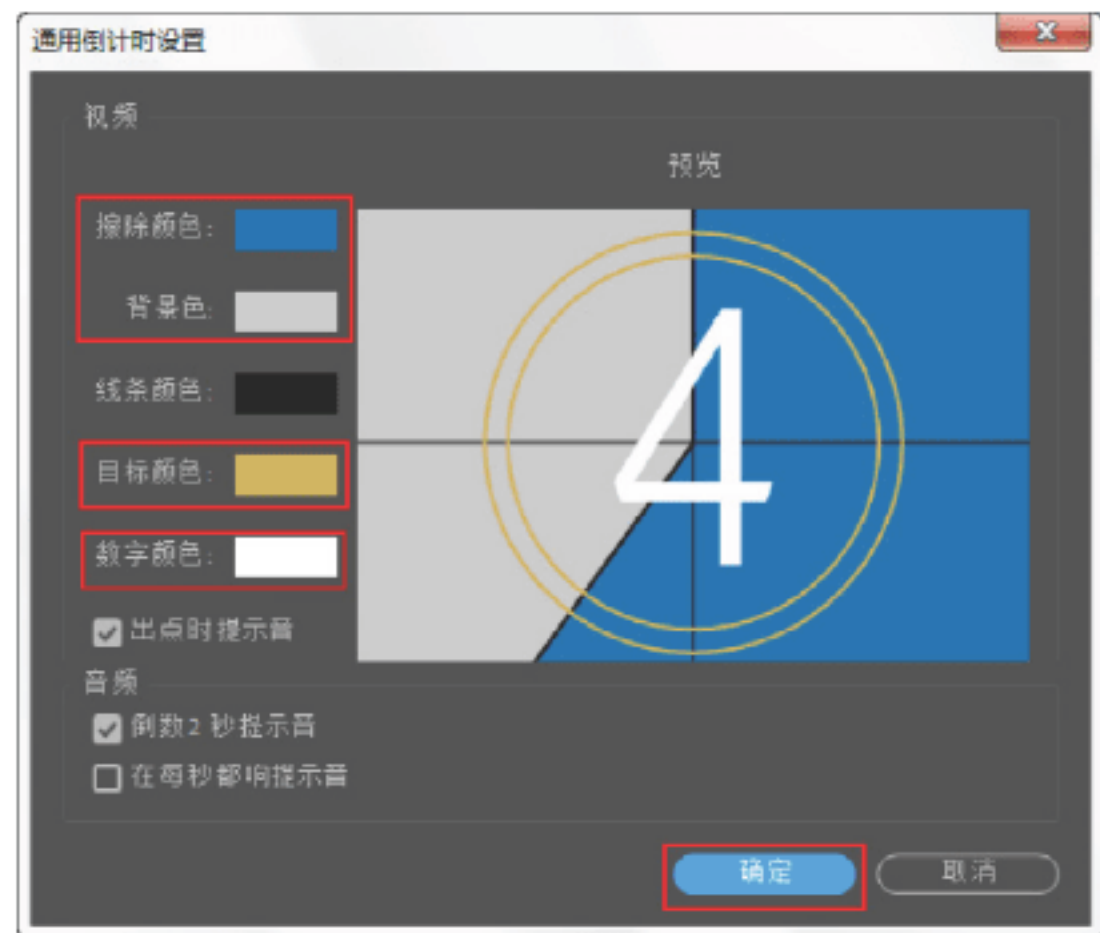 通用倒计时设置
视频
预览
擦除颜色:
背景色:
线条颜色:
目标颜色:
数字颜色:
4
出点时提示音
音频
倒数2 秒提示音
在每秒都响提示音
确定
取消